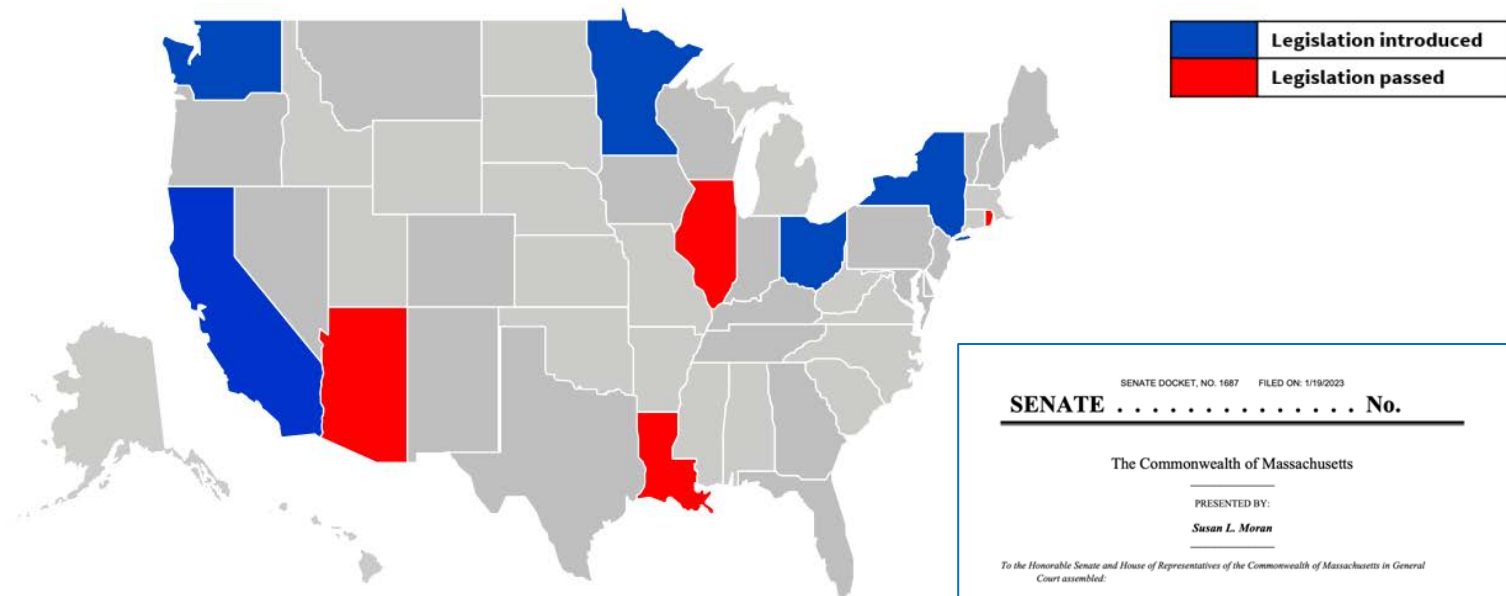 Legislation introduced
Legislation passed
SENATE DOCKET, NO. 1687 FILED ON: 1/19/2023
SENATE . . . . . . . . . . . . . . No.
The Commonwealth of Massachusetts
PRESENTED BY:
Susan L. Moran
To the Honorable Senate and House of Representatives of the Commonwealth of Massachusetts in General
Court assembled: